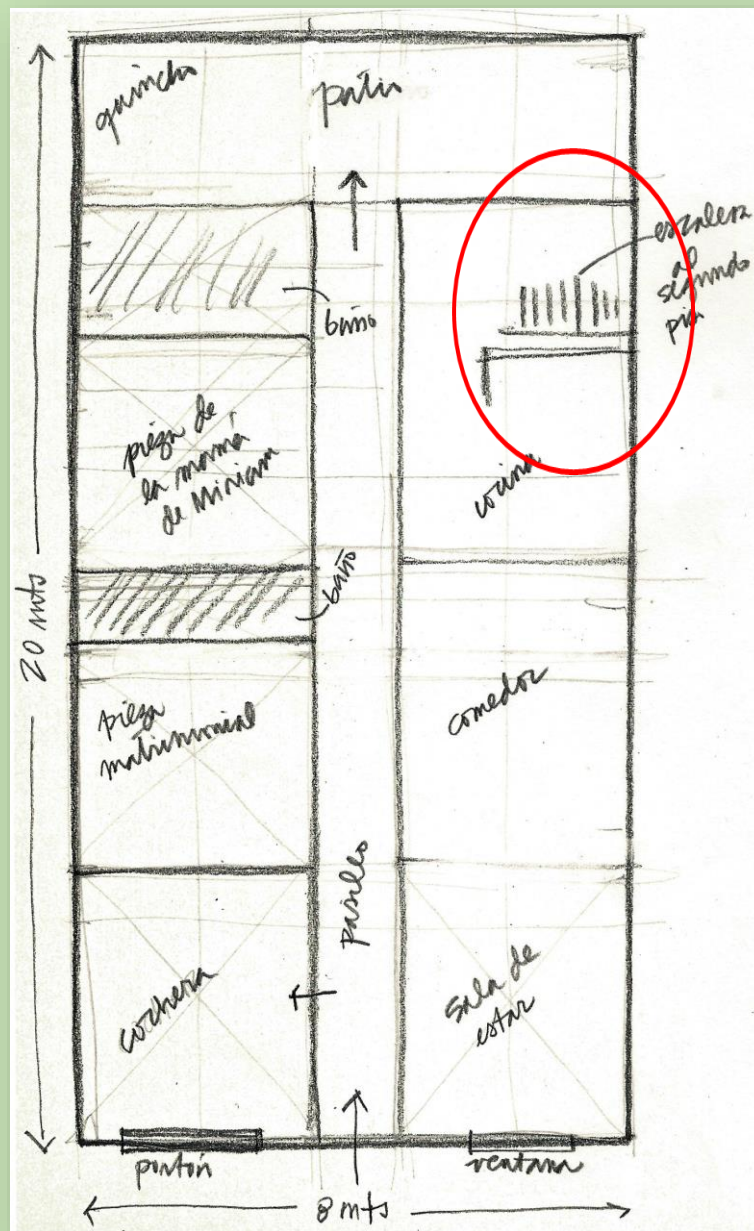 quincho
patio
escalera
al
segundo
piso
baño
pieza de
la mamá
de Miriam
cocina
baño
20 mts
pieza
matrimonial
comedor
pasillo
cochera
sala de
estar
portón
ventana
8 mts